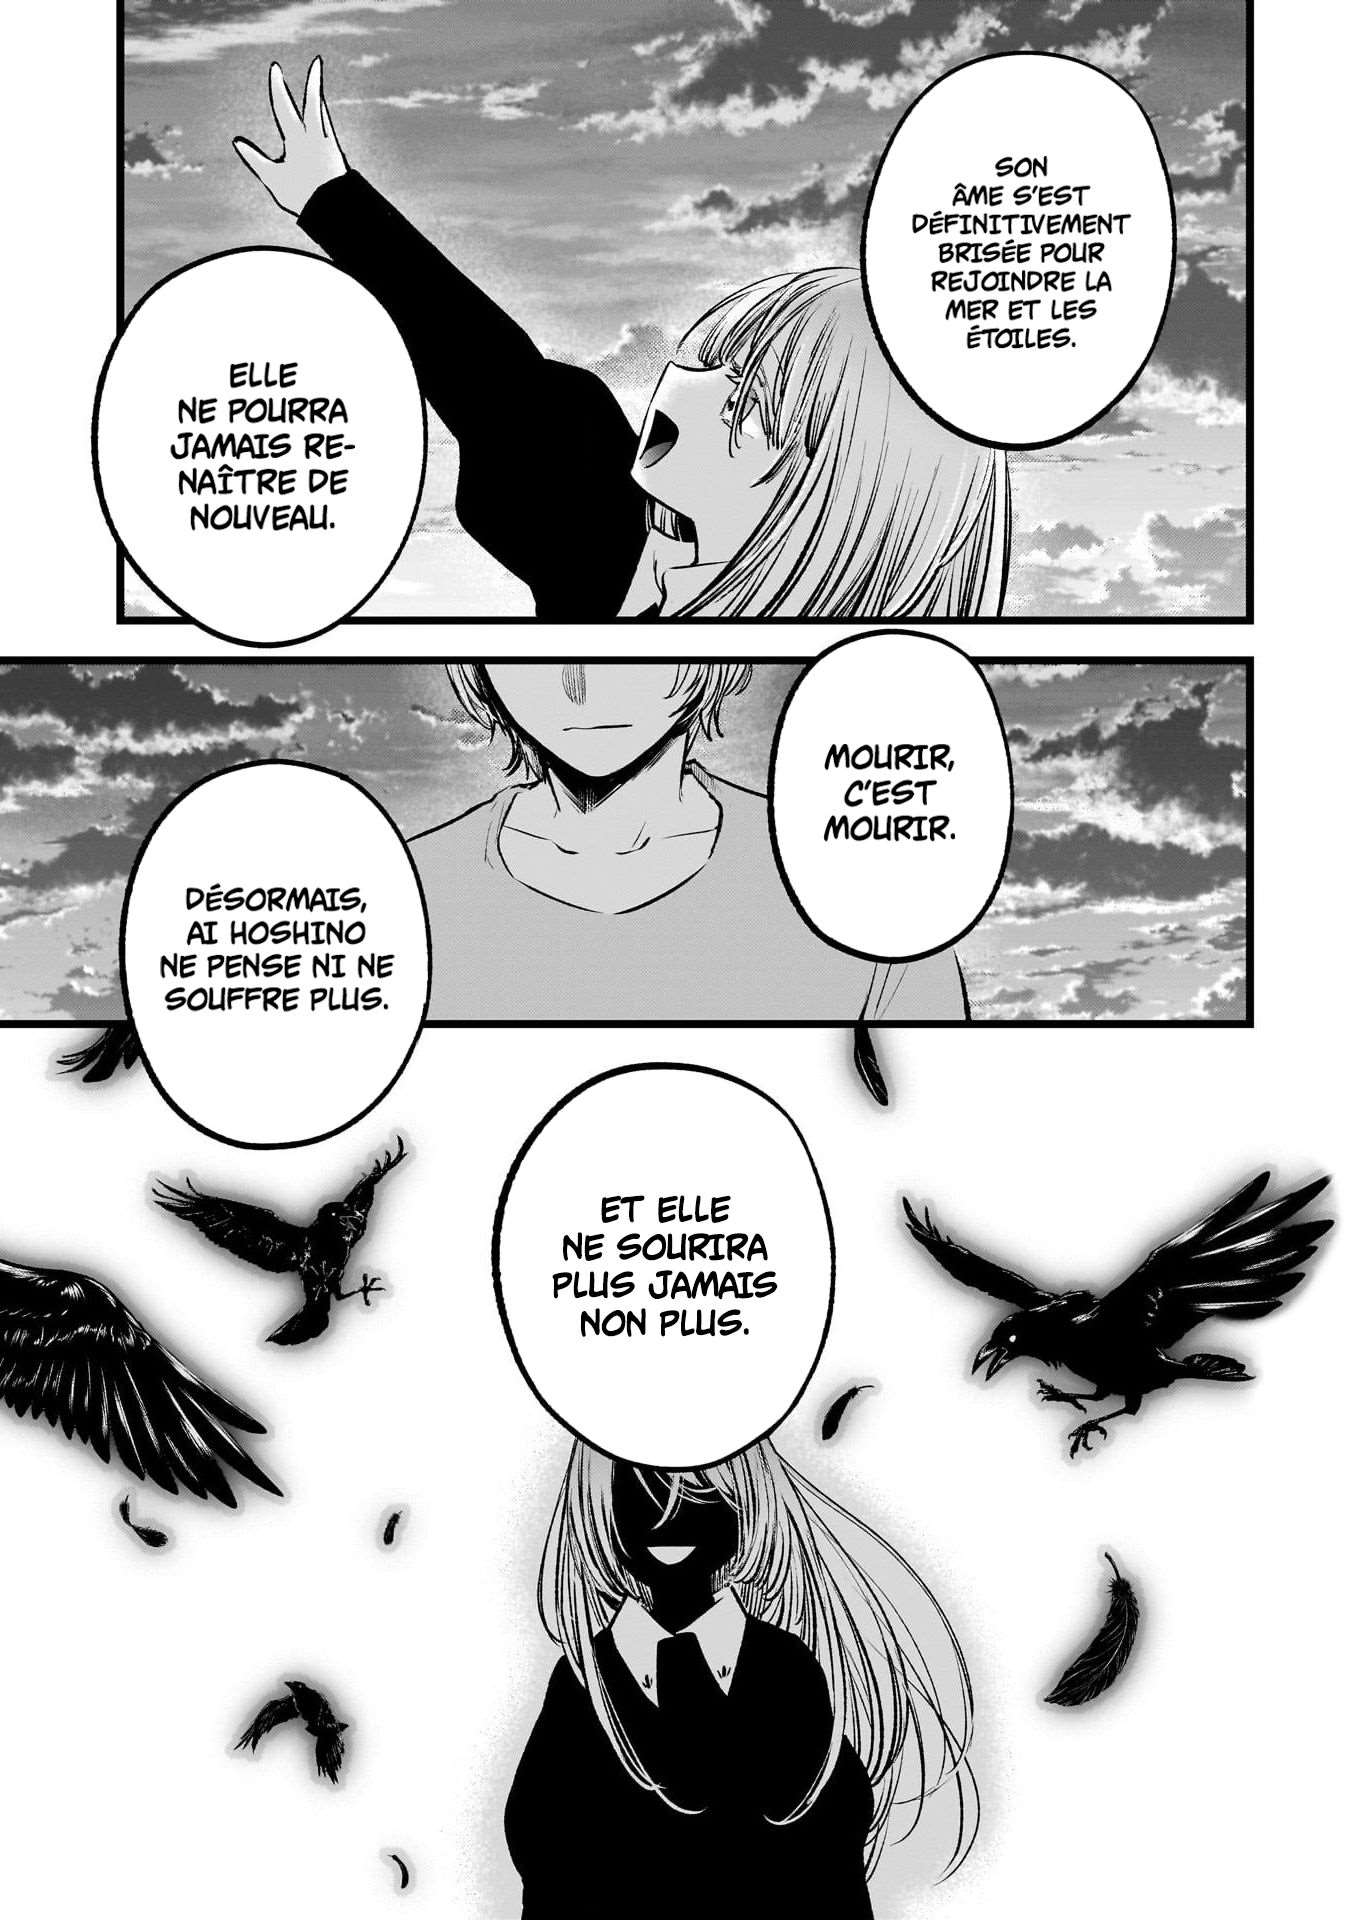 SON
ÂME S'EST
DÉFINITIVEMENT
BRISÉE POUR
REJOINDRE LA
MER ET LES
ÉTOILES.
ELLE
NE POURRA
JAMAIS RE-
NAÎTRE DE
NOUVEAU.
MOURIR,
C'EST
MOURIR.
DÉSORMAIS,
AI HOSHINO
NE PENSE NI NE
SOUFFRE PLUS.
ET ELLE
NE SOURIRA
PLUS JAMAIS
NON PLUS.